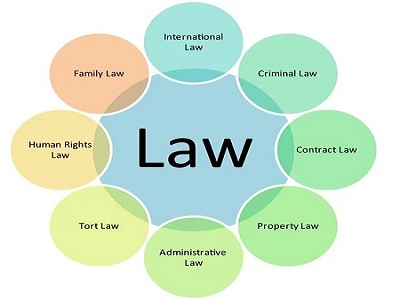 International
Law
Family Law
Criminal Law
Human Rights
Law
Law
Contract Law
Tort Law
Property Law
Administrative
Law